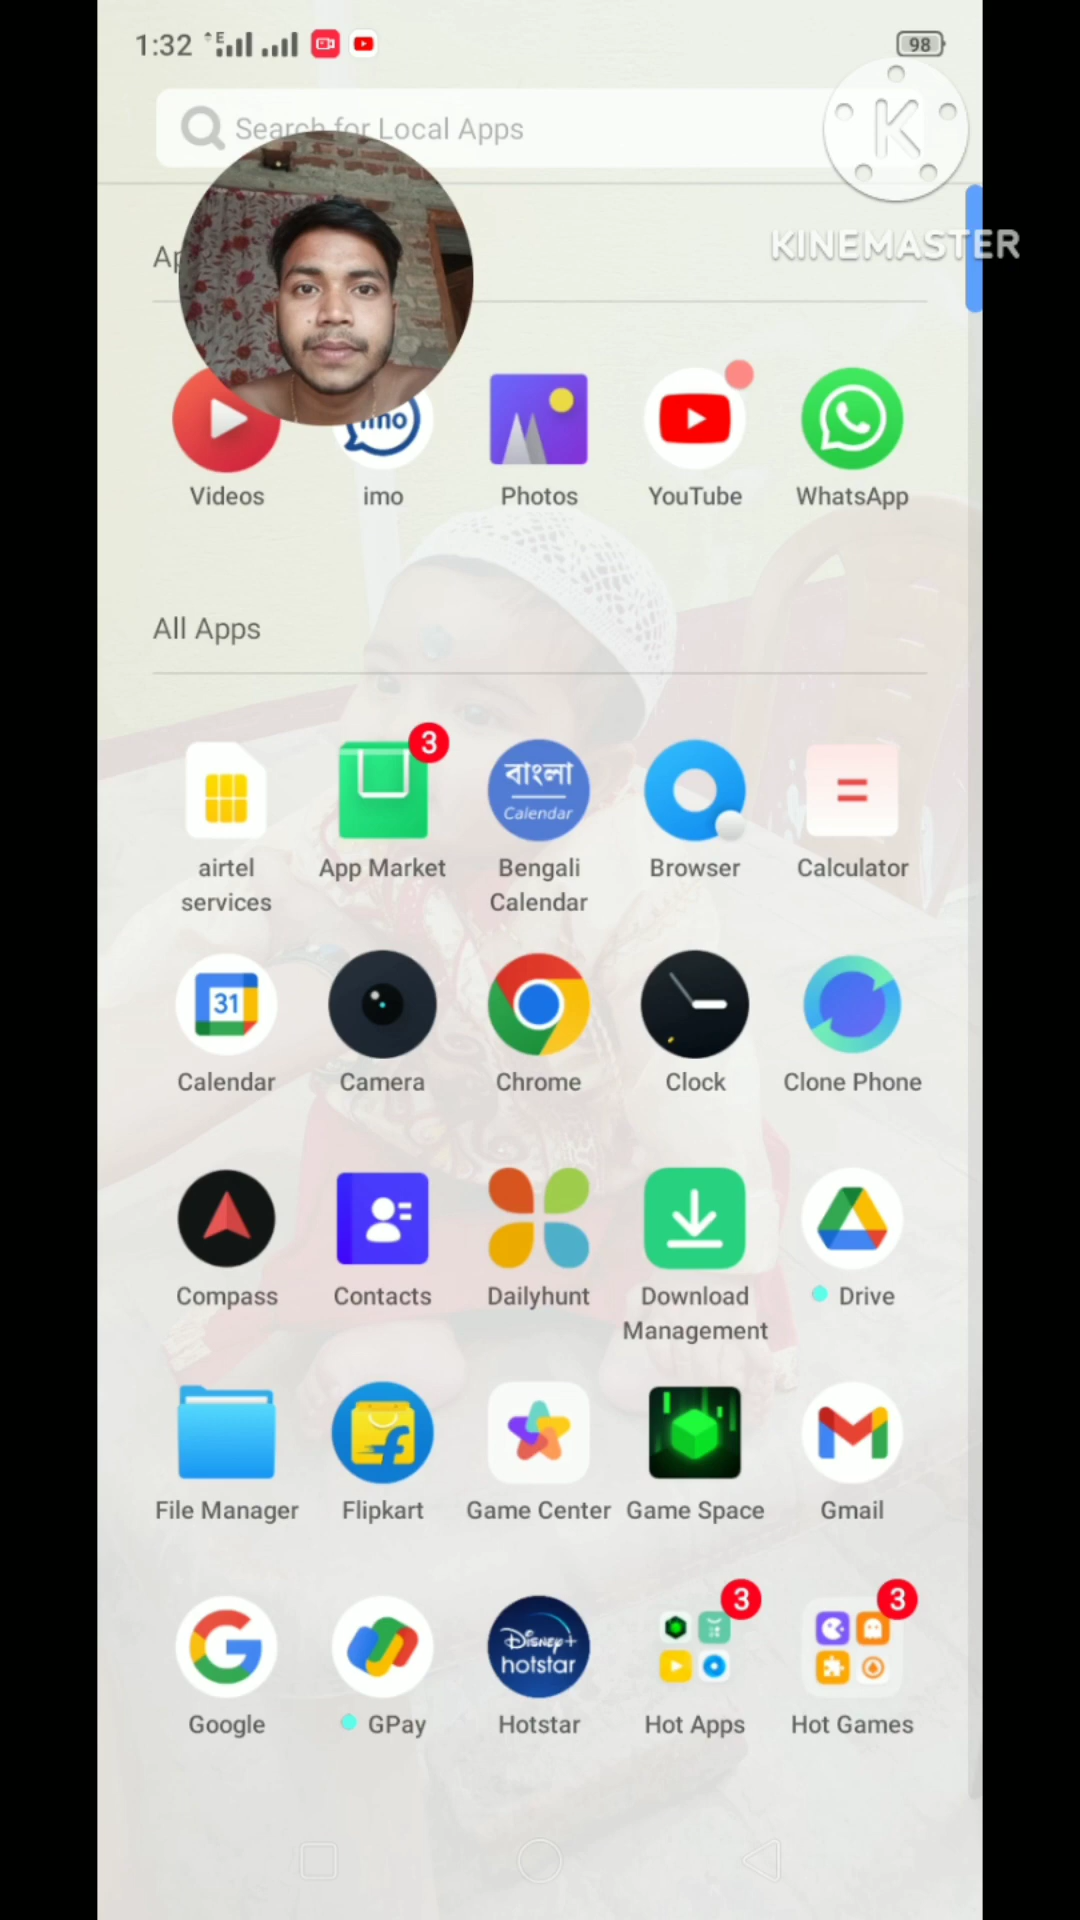 1:32 E 98
Search for Local Apps
K
KINEMASTER
Ap
imo
Videos imo Photos YouTube WhatsApp
All Apps
3
বাংলা
Calendar
airtel App Market Bengali Browser Calculator
services Calendar
31
Calendar Camera Chrome Clock Clone Phone
Compass Contacts Dailyhunt Download Drive
Management
File Manager Flipkart Game Center Game Space Gmail
3 3
Disney+
hotstar
Google GPay Hotstar Hot Apps Hot Games